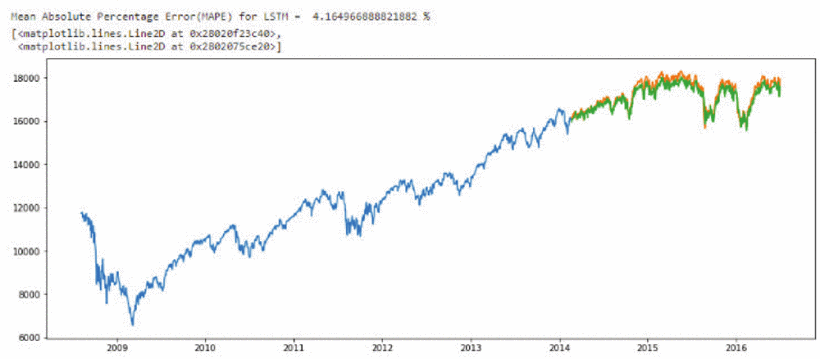 Mean Absolute Percentage Error(MAPE) for LSTM =  4.164966888821882 %
[<matplotlib.lines.Line2D at 0x28020f23c40>,
 <matplotlib.lines.Line2D at 0x2802075ce20>]
18000
16000
14000
12000
10000
8000
6000
2009 2010 2011 2012 2013 2014 2015 2016